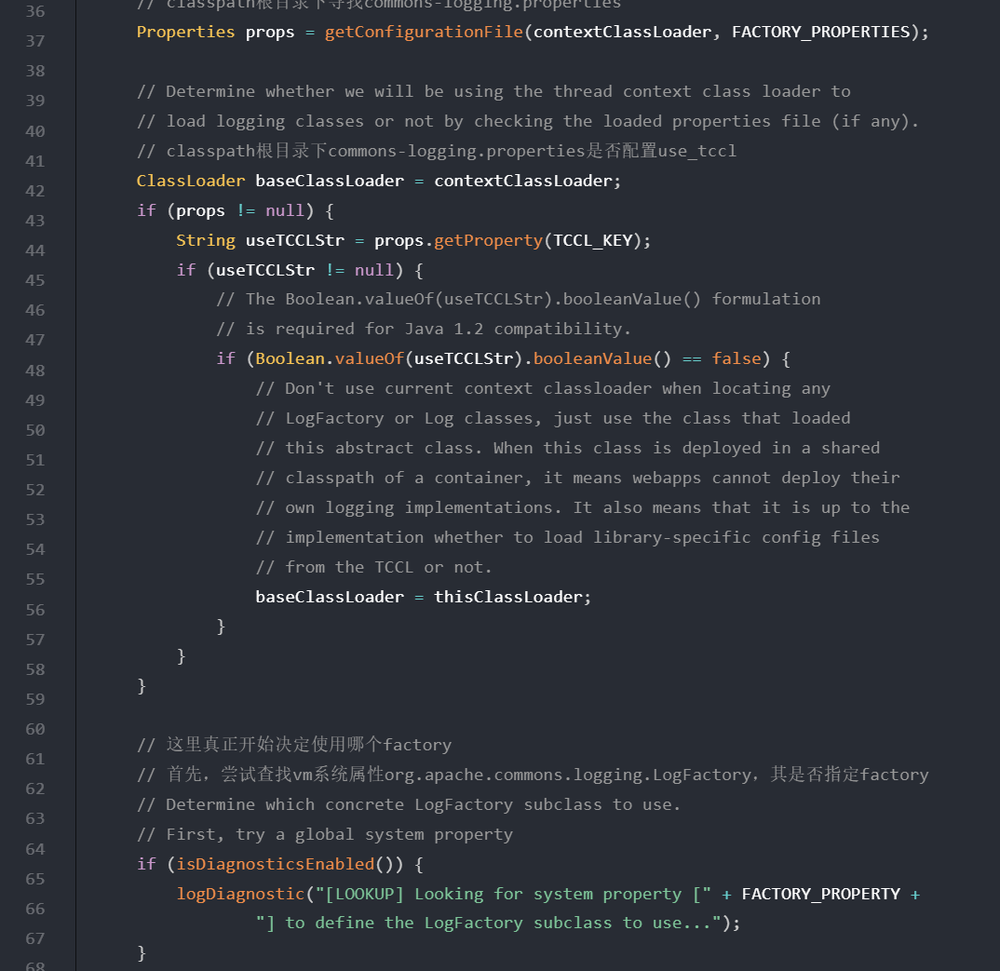 36 // classpath根目录下寻找commons-logging.properties
37 Properties props = getConfigurationFile(contextClassLoader, FACTORY_PROPERTIES);
38
39 // Determine whether we will be using the thread context class loader to
40 // load logging classes or not by checking the loaded properties file (if any).
41 // classpath根目录下commons-logging.properties是否配置use_tccl
42 ClassLoader baseClassLoader = contextClassLoader;
43 if (props != null) {
44 String useTCCLStr = props.getProperty(TCCL_KEY);
45 if (useTCCLStr != null) {
46 // The Boolean.valueOf(useTCCLStr).booleanValue() formulation
47 // is required for Java 1.2 compatibility.
48 if (Boolean.valueOf(useTCCLStr).booleanValue() == false) {
49 // Don't use current context classloader when locating any
50 // LogFactory or Log classes, just use the class that loaded
51 // this abstract class. When this class is deployed in a shared
52 // classpath of a container, it means webapps cannot deploy their
53 // own logging implementations. It also means that it is up to the
54 // implementation whether to load library-specific config files
55 // from the TCCL or not.
56 baseClassLoader = thisClassLoader;
57 }
58 }
59 }
60
61 // 这里真正开始决定使用哪个factory
62 // 首先，尝试查找vm系统属性org.apache.commons.logging.LogFactory，其是否指定factory
63 // Determine which concrete LogFactory subclass to use.
64 // First, try a global system property
65 if (isDiagnosticsEnabled()) {
66 logDiagnostic("[LOOKUP] Looking for system property [" + FACTORY_PROPERTY +
67 "] to define the LogFactory subclass to use...");
68 }